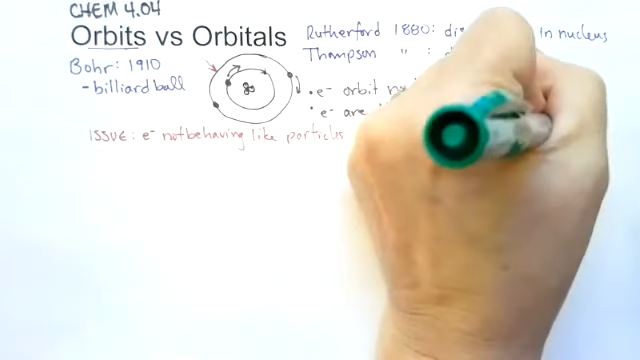 CHEM 4.04
Orbits vs Orbitals
Rutherford 1880: in nucleus
Thompson " :
Bohr: 1910
- billiard ball
• e- orbit
• e- are
ISSUE: e- not behaving like particles